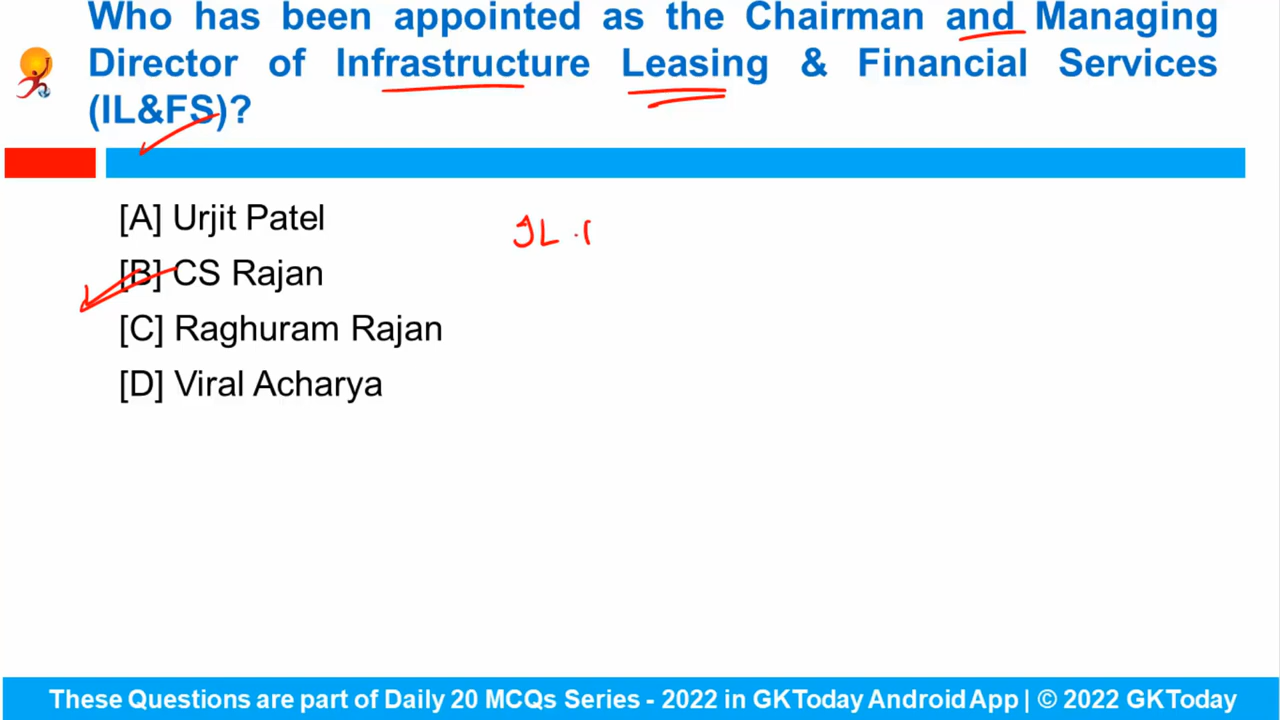 Who has been appointed as the Chairman and Managing
Director of Infrastructure Leasing & Financial Services
(IL&FS)?
[A] Urjit Patel
IL
[B] CS Rajan
[C] Raghuram Rajan
[D] Viral Acharya
These Questions are part of Daily 20 MCQs Series - 2022 in GKToday Android App | © 2022 GKToday